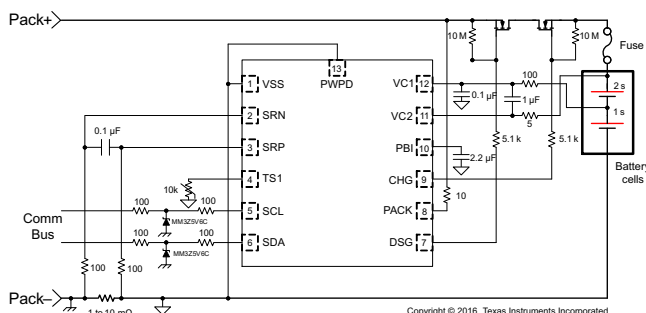 Pack+
10 M
10 M
Fuse
13
PWPD
1 VSS
VC1 12
100
2 s
0.1 µF
1 µF
2 SRN
VC2 11
5
1 s
0.1 µF
3 SRP
PBI 10
5.1 k
5.1 k
2.2 µF
Battery
cells
10k
4 TS1
CHG 9
100
100
5 SCL
PACK 8
10
Comm
Bus
MM3Z5V6C
100
100
6 SDA
DSG 7
MM3Z5V6C
100
100
Pack–
1 to 10 mΩ
Copyright © 2016, Texas Instruments Incorporated